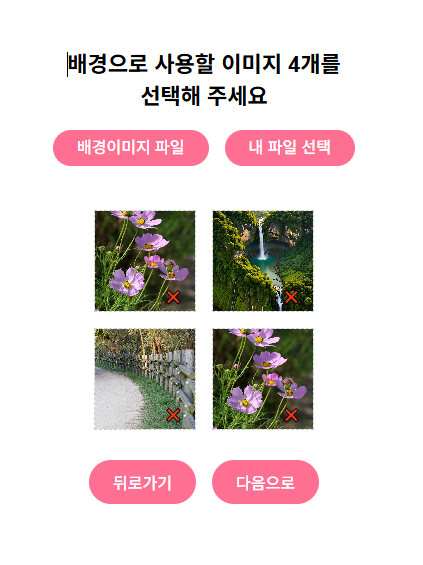 배경으로 사용할 이미지 4개를
선택해 주세요
배경이미지 파일
내 파일 선택
뒤로가기
다음으로